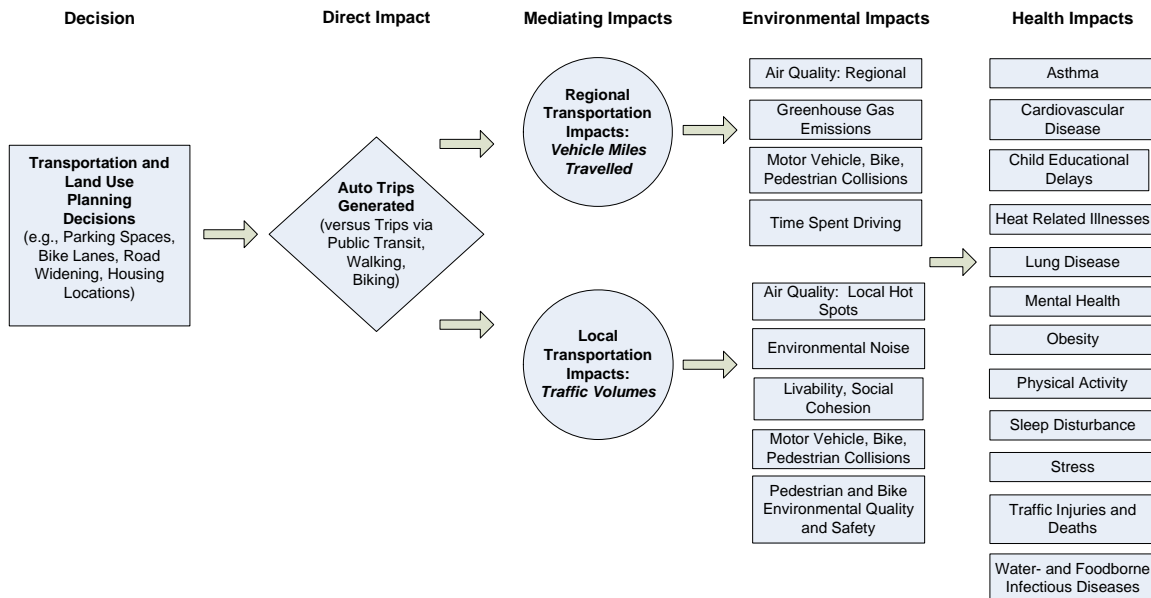 Decision
Direct Impact
Mediating Impacts
Environmental Impacts
Health Impacts
Transportation and
Land Use
Planning
Decisions
(e.g., Parking Spaces,
Bike Lanes, Road
Widening, Housing
Locations)
Auto Trips
Generated
(versus Trips via
Public Transit,
Walking,
Biking)
Regional
Transportation
Impacts:
Vehicle Miles
Travelled
Local
Transportation
Impacts:
Traffic Volumes
Air Quality: Regional
Greenhouse Gas
Emissions
Motor Vehicle, Bike,
Pedestrian Collisions
Time Spent Driving
Air Quality: Local Hot
Spots
Environmental Noise
Livability, Social
Cohesion
Motor Vehicle, Bike,
Pedestrian Collisions
Pedestrian and Bike
Environmental Quality
and Safety
Asthma
Cardiovascular
Disease
Child Educational
Delays
Heat Related Illnesses
Lung Disease
Mental Health
Obesity
Physical Activity
Sleep Disturbance
Stress
Traffic Injuries and
Deaths
Water- and Foodborne
Infectious Diseases